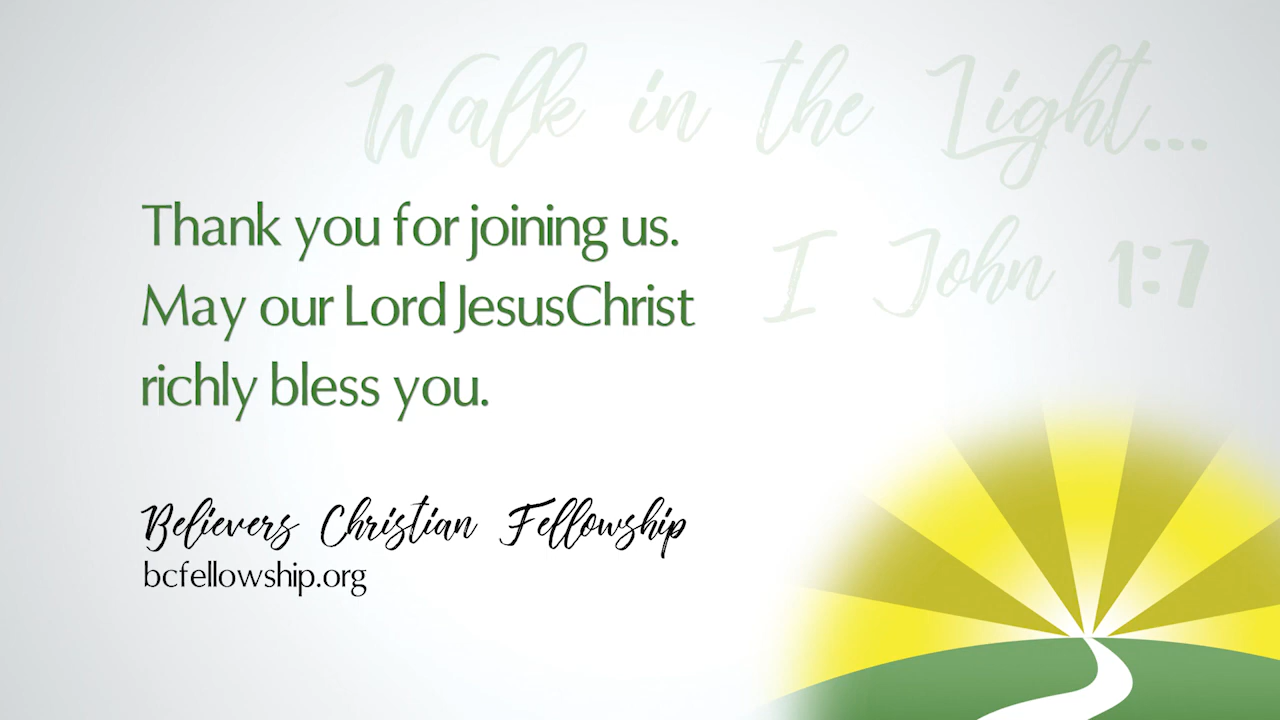 Walk in the Light...
I John 1:7
Thank you for joining us.
May our Lord JesusChrist
richly bless you.
Believers Christian Fellowship
bcfellowship.org